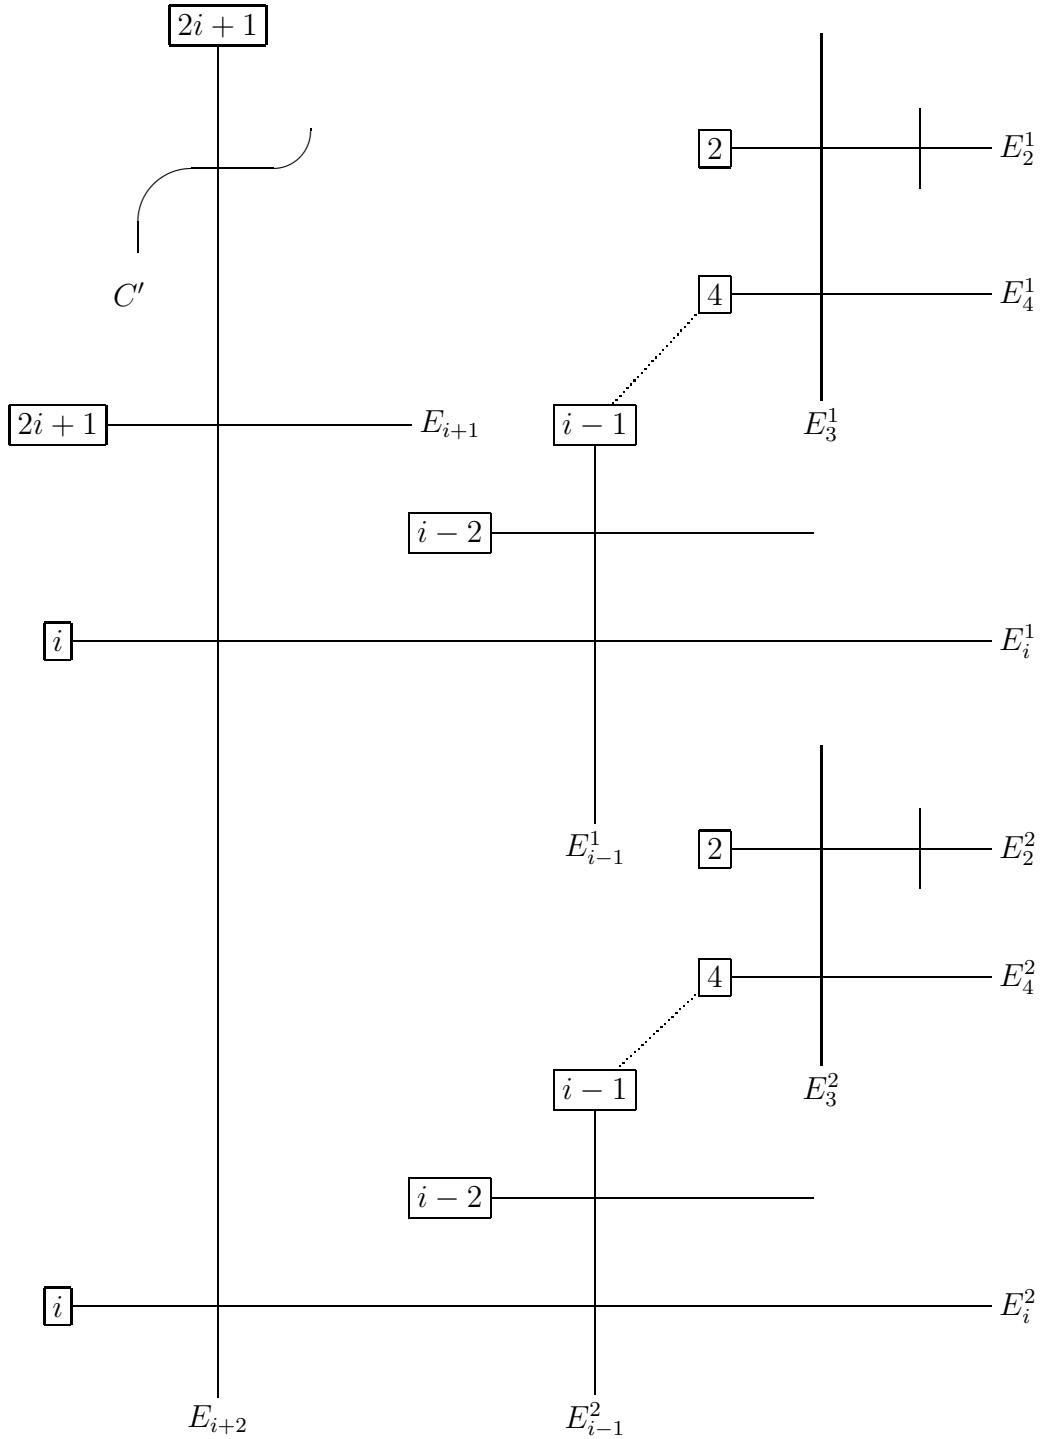 2i + 1
2 E_2^1
C′
4 E_4^1
2i + 1 E_{i+1} i − 1 E_3^1
i − 2
i E_i^1
E_{i−1}^1 2 E_2^2
4 E_4^2
i − 1 E_3^2
i − 2
i E_i^2
E_{i+2} E_{i−1}^2